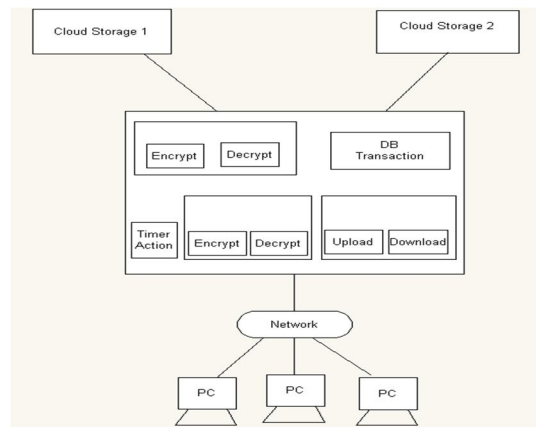 Cloud Storage 1
Cloud Storage 2
Encrypt
Decrypt
DB
Transaction
Timer
Action
Encrypt
Decrypt
Upload
Download
Network
PC
PC
PC